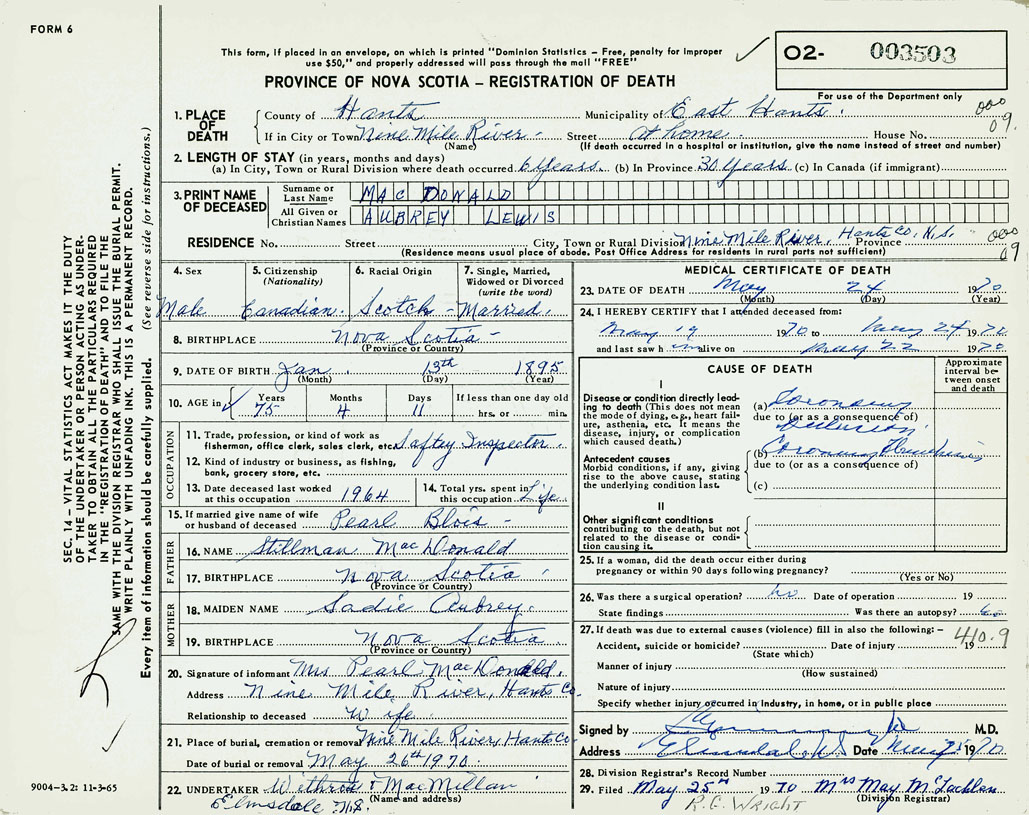 FORM 6
This form, if placed in an envelope, on which is printed "Dominion Statistics – Free, penalty for improper
use $50," and properly addressed will pass through the mail "FREE"
PROVINCE OF NOVA SCOTIA – REGISTRATION OF DEATH
O2- 003503
For use of the Department only
1. PLACE OF DEATH County of Hants Municipality of East Hants. 000
If in City or Town Nine Mile River - Street at home House No. 09.
(Name) (If death occurred in a hospital or institution, give the name instead of street and number)
2. LENGTH OF STAY (in years, months and days)
(a) In City, Town or Rural Division where death occurred 6 years (b) In Province 30 years (c) In Canada (if immigrant)
3. PRINT NAME OF DECEASED Surname or Last Name MAC DONALD
All Given or Christian Names AUBREY LEWIS
RESIDENCE No. Street City, Town or Rural Division Nine Mile River, Hants Co, N.S. Province 000
(Residence means usual place of abode. Post Office Address for residents in rural parts not sufficient) 09
4. Sex 5. Citizenship (Nationality) 6. Racial Origin 7. Single, Married, Widowed or Divorced (write the word)
Male Canadian. Scotch - Married.
8. BIRTHPLACE Nova Scotia -
(Province or Country)
9. DATE OF BIRTH Jan. 13th 1895
(Month) (Day) (Year)
10. AGE in Years Months Days If less than one day old
75 4 11 hrs. or min.
OCCUPATION
11. Trade, profession, or kind of work as
fisherman, office clerk, sales clerk, etc. Saftey Inspector
12. Kind of industry or business, as fishing,
bank, grocery store, etc.
13. Date deceased last worked at this occupation 1964 14. Total yrs. spent in this occupation Life
15. If married give name of wife
or husband of deceased Pearl Blois -
FATHER
16. NAME Stillman Mac Donald
17. BIRTHPLACE Nova Scotia
(Province or Country)
MOTHER
18. MAIDEN NAME Sadie Aubrey.
19. BIRTHPLACE Nova Scotia
(Province or Country)
20. Signature of informant Mrs Pearl MacDonald,
Address Nine Mile River, Hants Co.
Relationship to deceased Wife
21. Place of burial, cremation or removal Nine Mile River, Hants Co
Date of burial or removal May 26th 1970.
22. UNDERTAKER Withrow & MacMillan
(Name and address)
Elmsdale N.S.
MEDICAL CERTIFICATE OF DEATH
23. DATE OF DEATH May 24 1970
(Month) (Day) (Year)
24. I HEREBY CERTIFY that I attended deceased from:
May 19 1970 to May 24 1970
and last saw h im alive on May 22 1970
CAUSE OF DEATH
Approximate interval between onset and death
I
Disease or condition directly leading to death (This does not mean the mode of dying, e.g., heart failure, asthenia, etc. It means the disease, injury, or complication which caused death.)
(a) Coronary
due to (or as a consequence of)
Occlusion
Antecedent causes
Morbid conditions, if any, giving rise to the above cause, stating the underlying condition last.
(b) Coronary
due to (or as a consequence of)
(c)
II
Other significant conditions
contributing to the death, but not related to the disease or condition causing it.
25. If a woman, did the death occur either during
pregnancy or within 90 days following pregnancy?
(Yes or No)
26. Was there a surgical operation? no Date of operation 19
State findings Was there an autopsy?
27. If death was due to external causes (violence) fill in also the following: – 410.9
Accident, suicide or homicide? Date of injury 19
(State which)
Manner of injury
(How sustained)
Nature of injury
Specify whether injury occurred in industry, in home, or in public place
Signed by M.D.
Address Elmsdale N.S Date May 1970
28. Division Registrar's Record Number
29. Filed May 25th 1970 Mrs May McLachlan
(Division Registrar)
R.C. WRIGHT
SEC. 14 – VITAL STATISTICS ACT MAKES IT THE DUTY
OF THE UNDERTAKER OR PERSON ACTING AS UNDER-
TAKER TO OBTAIN ALL THE PARTICULARS REQUIRED
IN THE "REGISTRATION OF DEATH" AND TO FILE THE
SAME WITH THE DIVISION REGISTRAR WHO SHALL ISSUE THE BURIAL PERMIT.
WRITE PLAINLY WITH UNFADING INK. THIS IS A PERMANENT RECORD.
Every item of information should be carefully supplied. (See reverse side for instructions.)
9004-3.2: 11-3-65